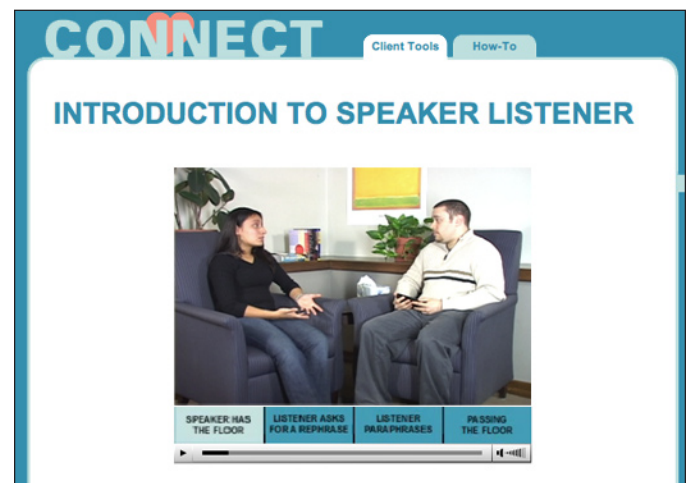 CONNECT
Client Tools
How-To
INTRODUCTION TO SPEAKER LISTENER
SPEAKER HAS
THE FLOOR
LISTENER ASKS
FOR A REPHRASE
LISTENER
PARAPHRASES
PASSING
THE FLOOR